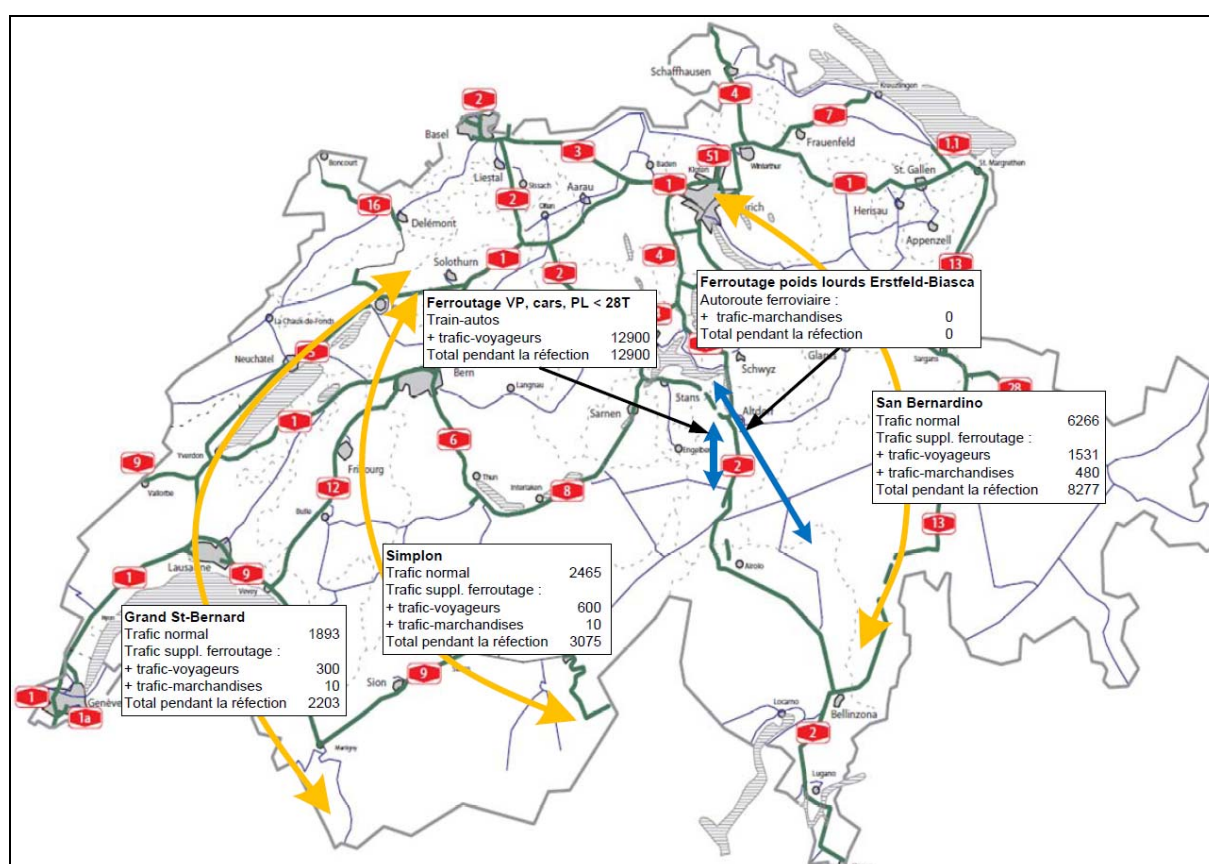 Schaffhausen
4
Kreuzlingen
2
7
Basel
Frauenfeld
1.1
3
51
St. Margrethen
Boncourt
Baden
Kloten
Winterthur
Liestal
Sissach
1
1
St. Gallen
2
Aarau
Olten
Herisau
16
Delémont
Appenzell
Solothurn
1
4
13
2
Ferroutage VP, cars, PL < 28T
Train-autos
+ trafic-voyageurs 12900
Total pendant la réfection 12900
Ferroutage poids lourds Erstfeld-Biasca
Autoroute ferroviaire :
+ trafic-marchandises 0
Total pendant la réfection 0
La Chaux-de-Fonds
Neuchâtel
5
Bern
Langnau
Schwyz
Glarus
Sargans
28
Stans
Sarnen
Altdorf
San Bernardino
Trafic normal 6266
Trafic suppl. ferroutage :
+ trafic-voyageurs 1531
+ trafic-marchandises 480
Total pendant la réfection 8277
1
6
Engelberg
Yverdon
Fribourg
2
9
Vallorbe
12
Thun
Interlaken
8
Bulle
13
Simplon
Trafic normal 2465
Trafic suppl. ferroutage :
+ trafic-voyageurs 600
+ trafic-marchandises 10
Total pendant la réfection 3075
Lausanne
1
9
Vevey
Airolo
Grand St-Bernard
Trafic normal 1893
Trafic suppl. ferroutage :
+ trafic-voyageurs 300
+ trafic-marchandises 10
Total pendant la réfection 2203
Sion
9
1
Genève
1a
Locarno
Bellinzona
2
Martigny
Lugano